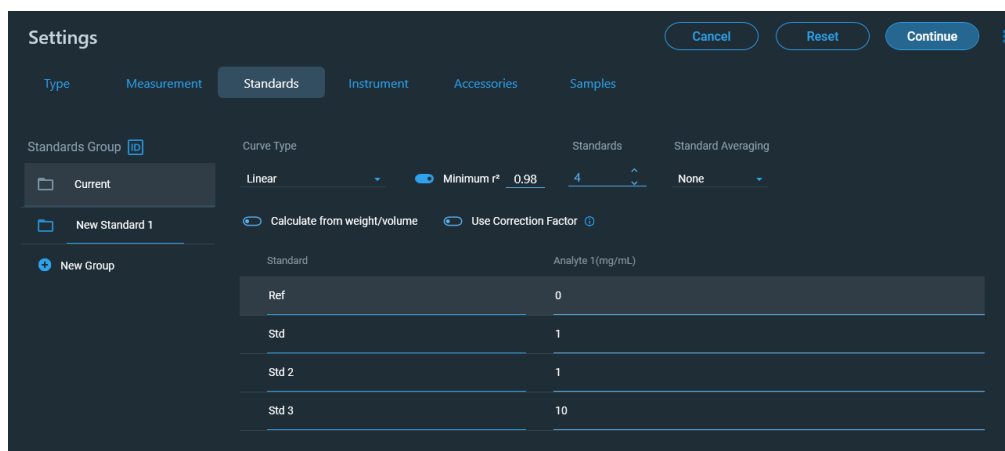 Settings
Cancel
Reset
Continue
Type
Measurement
Standards
Instrument
Accessories
Samples
Standards Group ID
Current
New Standard 1
New Group
Curve Type
Standards
Standard Averaging
Linear
Minimum r² 0.98
4
None
Calculate from weight/volume
Use Correction Factor
Standard
Analyte 1(mg/mL)
Ref
0
Std
1
Std 2
1
Std 3
10